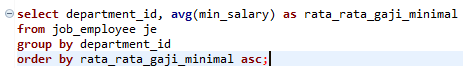 select department_id, avg(min_salary) as rata_rata_gaji_minimal
from job_employee je
group by department_id
order by rata_rata_gaji_minimal asc;